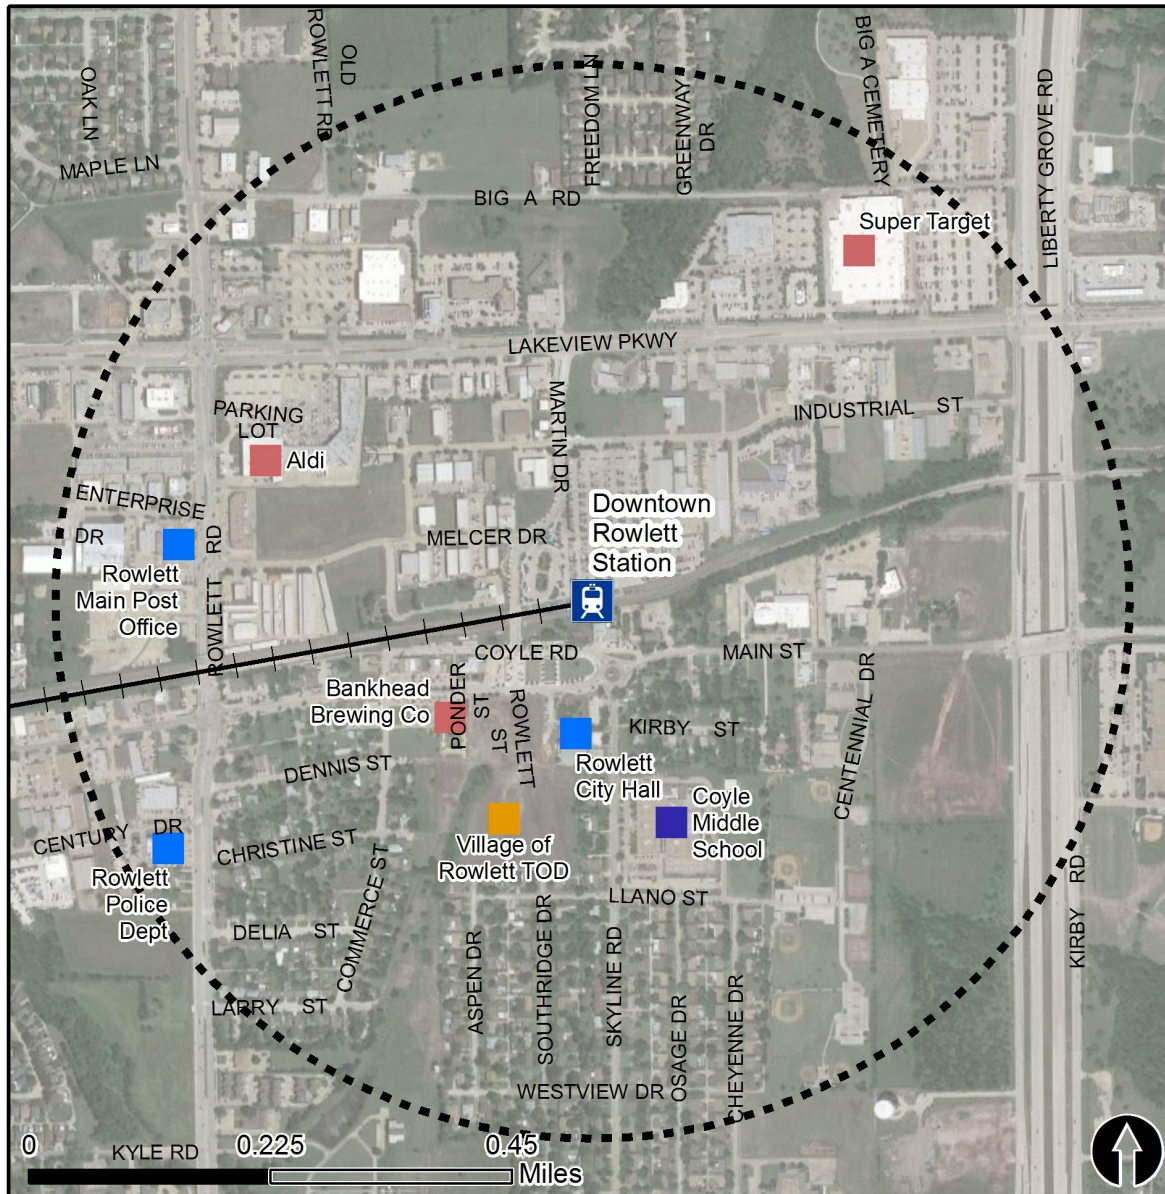 OLD
ROWLETT RD
OAK LN
MAPLE LN
FREEDOM LN
GREENWAY
DR
BIG A CEMETERY
LIBERTY GROVE RD
BIG A RD
Super Target
LAKEVIEW PKWY
MARTIN DR
INDUSTRIAL ST
PARKING
LOT
Aldi
ENTERPRISE
DR
ROWLETT RD
MELCER DR
Downtown
Rowlett
Station
Rowlett
Main Post
Office
COYLE RD
MAIN ST
Bankhead
Brewing Co
PONDER
ST
ROWLETT
ST
KIRBY ST
CENTENNIAL DR
Rowlett
City Hall
DENNIS ST
Coyle
Middle
School
Village of
Rowlett TOD
CENTURY DR
CHRISTINE ST
Rowlett
Police
Dept
COMMERCE ST
LLANO ST
DELIA ST
ASPEN DR
SOUTHRIDGE DR
SKYLINE RD
OSAGE DR
CHEYENNE DR
KIRBY RD
LARRY ST
WESTVIEW DR
KYLE RD
0 0.225 0.45
Miles